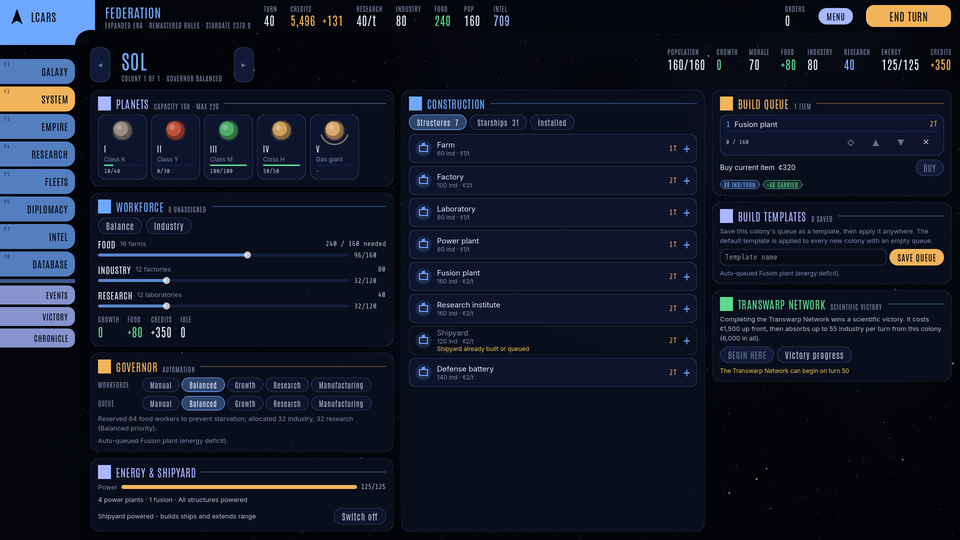 LCARS
FEDERATION
EXPANDED ERA · REMASTERED RULES · STARDATE 2378.0
TURN
40
CREDITS
5,496 +131
RESEARCH
40/t
INDUSTRY
80
FOOD
240
POP
160
INTEL
709
ORDERS
0
MENU
END TURN
F1
GALAXY
F2
SYSTEM
F3
EMPIRE
F4
RESEARCH
F5
FLEETS
F6
DIPLOMACY
F7
INTEL
F8
DATABASE
EVENTS
VICTORY
CHRONICLE
◄
SOL
COLONY 1 OF 1 · GOVERNOR BALANCED
►
POPULATION
160/160
GROWTH
0
MORALE
70
FOOD
+80
INDUSTRY
80
RESEARCH
40
ENERGY
125/125
CREDITS
+350
PLANETS CAPACITY 160 · MAX 220
I
Class K
10/40
II
Class Y
0/30
III
Class M
100/100
IV
Class H
50/50
V
Gas giant
-
WORKFORCE 0 UNASSIGNED
Balance
Industry
FOOD 16 farms 240 / 160 needed
96/160
INDUSTRY 12 factories 80
32/120
RESEARCH 12 laboratories 40
32/120
GROWTH
0
FOOD
+80
CREDITS
+350
IDLE
0
GOVERNOR AUTOMATION
WORKFORCE Manual Balanced Growth Research Manufacturing
QUEUE Manual Balanced Growth Research Manufacturing
Reserved 64 food workers to prevent starvation; allocated 32 industry, 32 research
(Balanced priority).
Auto-queued Fusion plant (energy deficit).
ENERGY & SHIPYARD
Power 125/125
4 power plants · 1 fusion · All structures powered
Shipyard powered - builds ships and extends range
Switch off
CONSTRUCTION
Structures 7
Starships 31
Installed
Farm
60 ind · ¢1/t
1T +
Factory
100 ind · ¢1/t
2T +
Laboratory
80 ind · ¢1/t
1T +
Power plant
80 ind · ¢1/t
1T +
Fusion plant
160 ind · ¢2/t
2T +
Research institute
160 ind · ¢2/t
2T +
Shipyard
120 ind · ¢2/t
Shipyard already built or queued
2T +
Defense battery
140 ind · ¢2/t
2T +
BUILD QUEUE 1 ITEM
1 Fusion plant 2T
0 / 160 ◇ ▲ ▼ ✕
Buy current item ¢320
BUY
80 IND/TURN
+46 CARRIED
BUILD TEMPLATES 0 SAVED
Save this colony's queue as a template, then apply it anywhere. The
default template is applied to every new colony with an empty queue.
Template name
SAVE QUEUE
Auto-queued Fusion plant (energy deficit).
TRANSWARP NETWORK SCIENTIFIC VICTORY
Completing the Transwarp Network wins a scientific victory. It costs
¢1,500 up front, then absorbs up to 55 industry per turn from this colony
(6,000 in all).
BEGIN HERE
Victory progress
The Transwarp Network can begin on turn 50